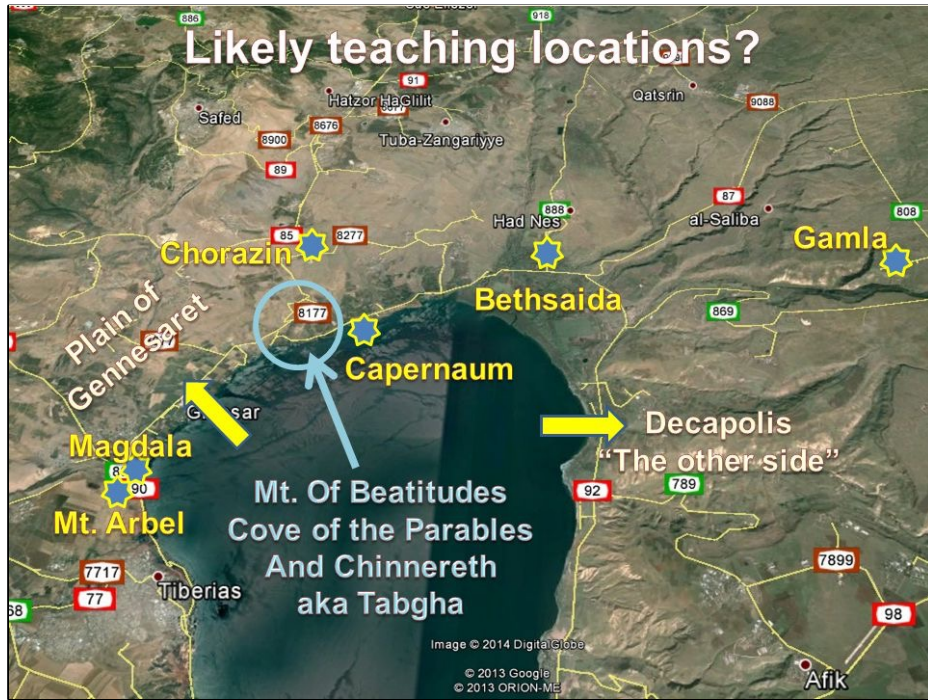 Likely teaching locations?
886
Safed
Hatzor HaGlilit
91
918
Qatsrin
9088
8900
8676
8677
Tuba-Zangariyye
89
87
Had Nes
888
al-Saliba
808
85
8277
Chorazin
Gamla
Bethsaida
8177
Capernaum
869
Plain of
Gennesaret
Magdala
90
Mt. Arbel
Decapolis
“The other side”
92
789
Mt. Of Beatitudes
Cove of the Parables
And Chinnereth
aka Tabgha
7717
77
Tiberias
7899
98
68
Afik
Image © 2014 DigitalGlobe
© 2013 Google
© 2013 ORION-ME